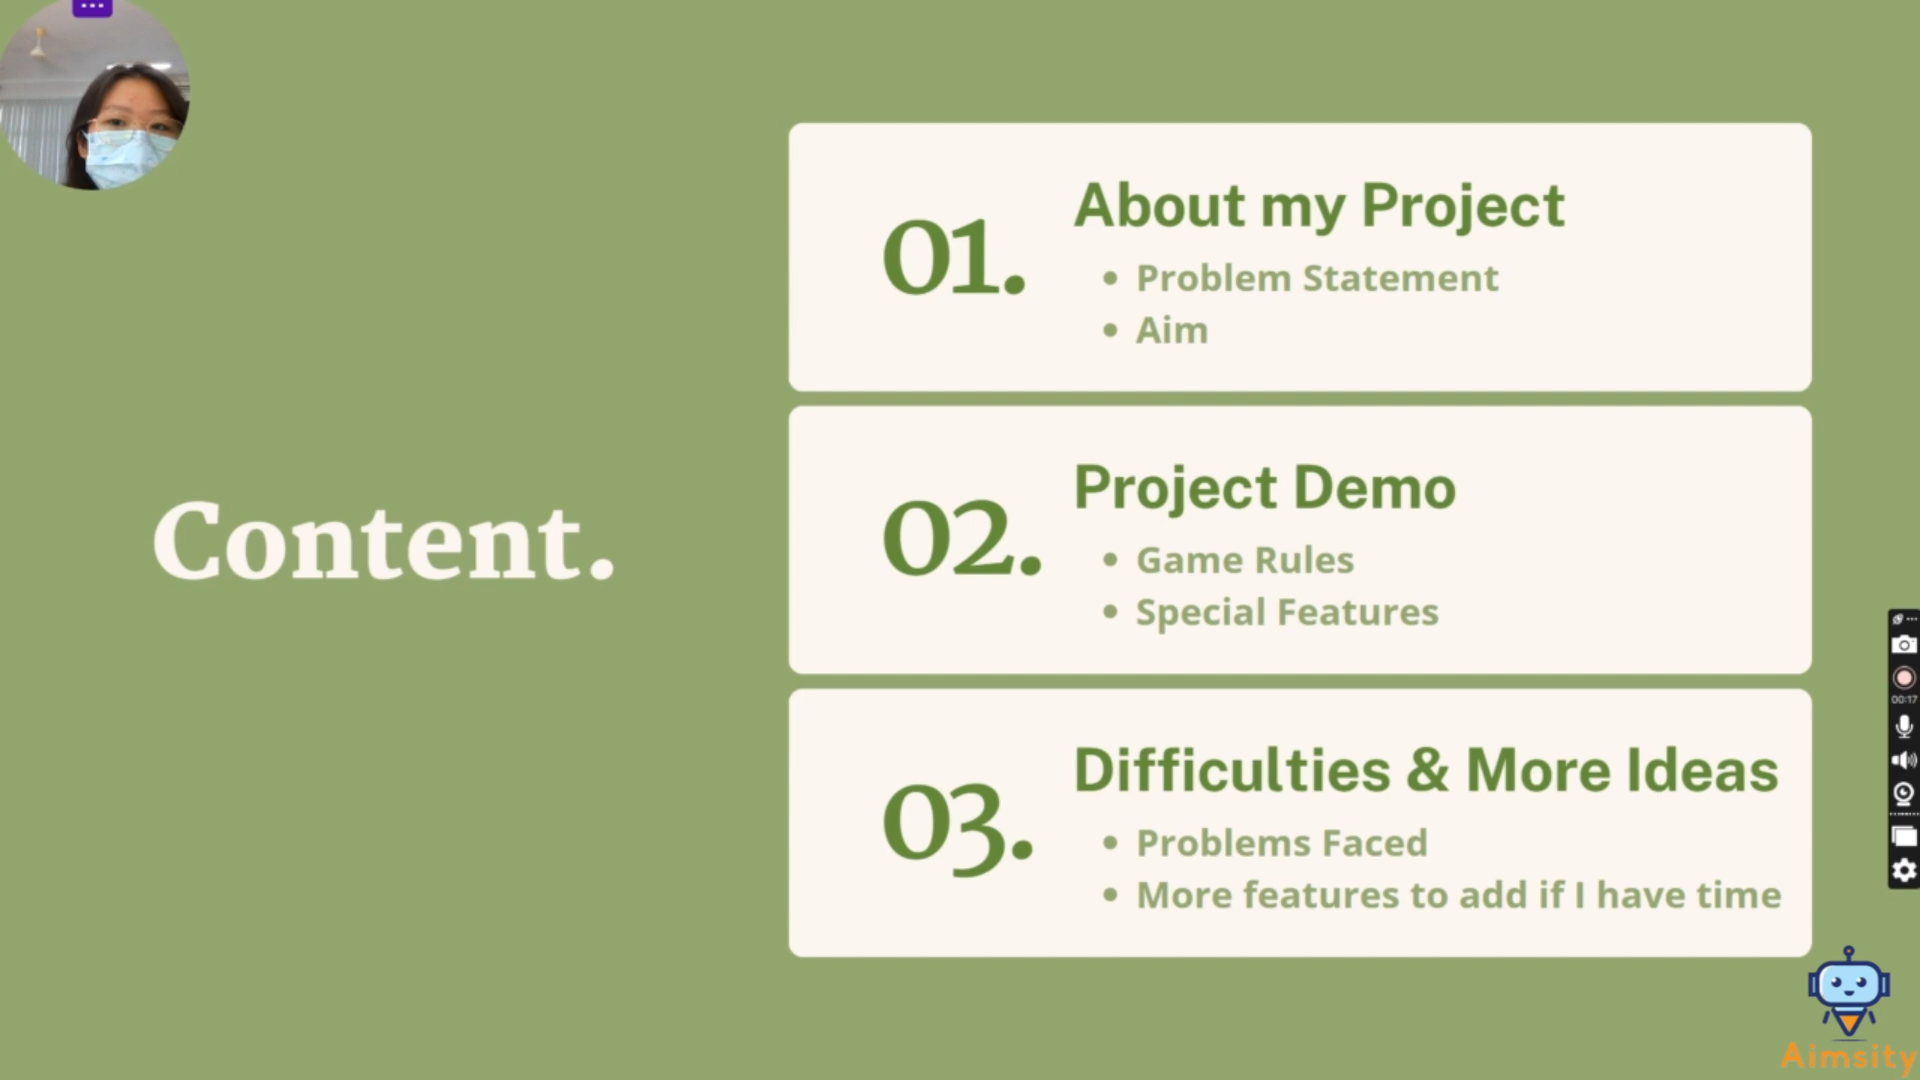 Content.
01.
About my Project
• Problem Statement
• Aim
02.
Project Demo
• Game Rules
• Special Features
03.
Difficulties & More Ideas
• Problems Faced
• More features to add if I have time
00:17
Aimsity